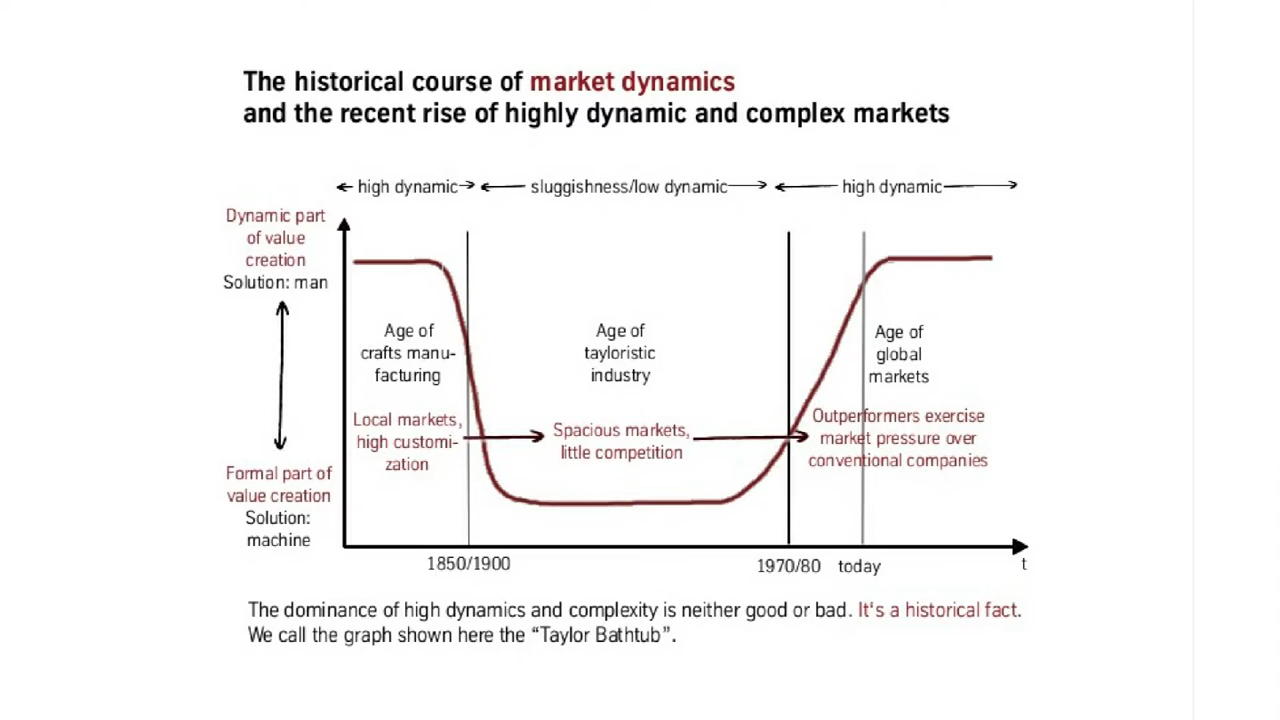 The historical course of market dynamics
and the recent rise of highly dynamic and complex markets
high dynamic
sluggishness/low dynamic
high dynamic
Dynamic part
of value
creation
Solution: man
Formal part of
value creation
Solution:
machine
Age of
crafts manu-
facturing
Local markets,
high customi-
zation
Age of
tayloristic
industry
Spacious markets,
little competition
Age of
global
markets
Outperformers exercise
market pressure over
conventional companies
1850/1900
1970/80
today
t
The dominance of high dynamics and complexity is neither good or bad. It's a historical fact.
We call the graph shown here the “Taylor Bathtub”.